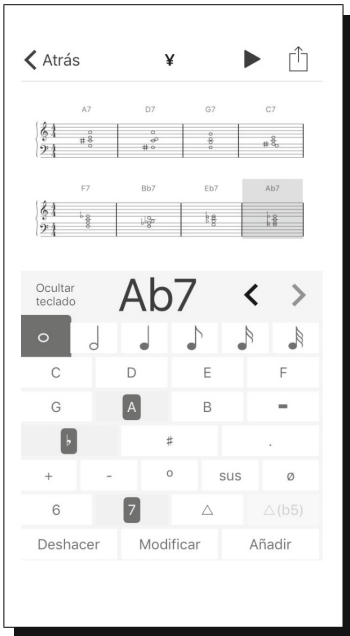 Atrás ¥
A7 D7 G7 C7
F7 Bb7 Eb7 Ab7
Ocultar
teclado
Ab7
C D E F
G A B -
♭ ♯ .
+ - o sus ø
6 7 △ △(b5)
Deshacer Modificar Añadir